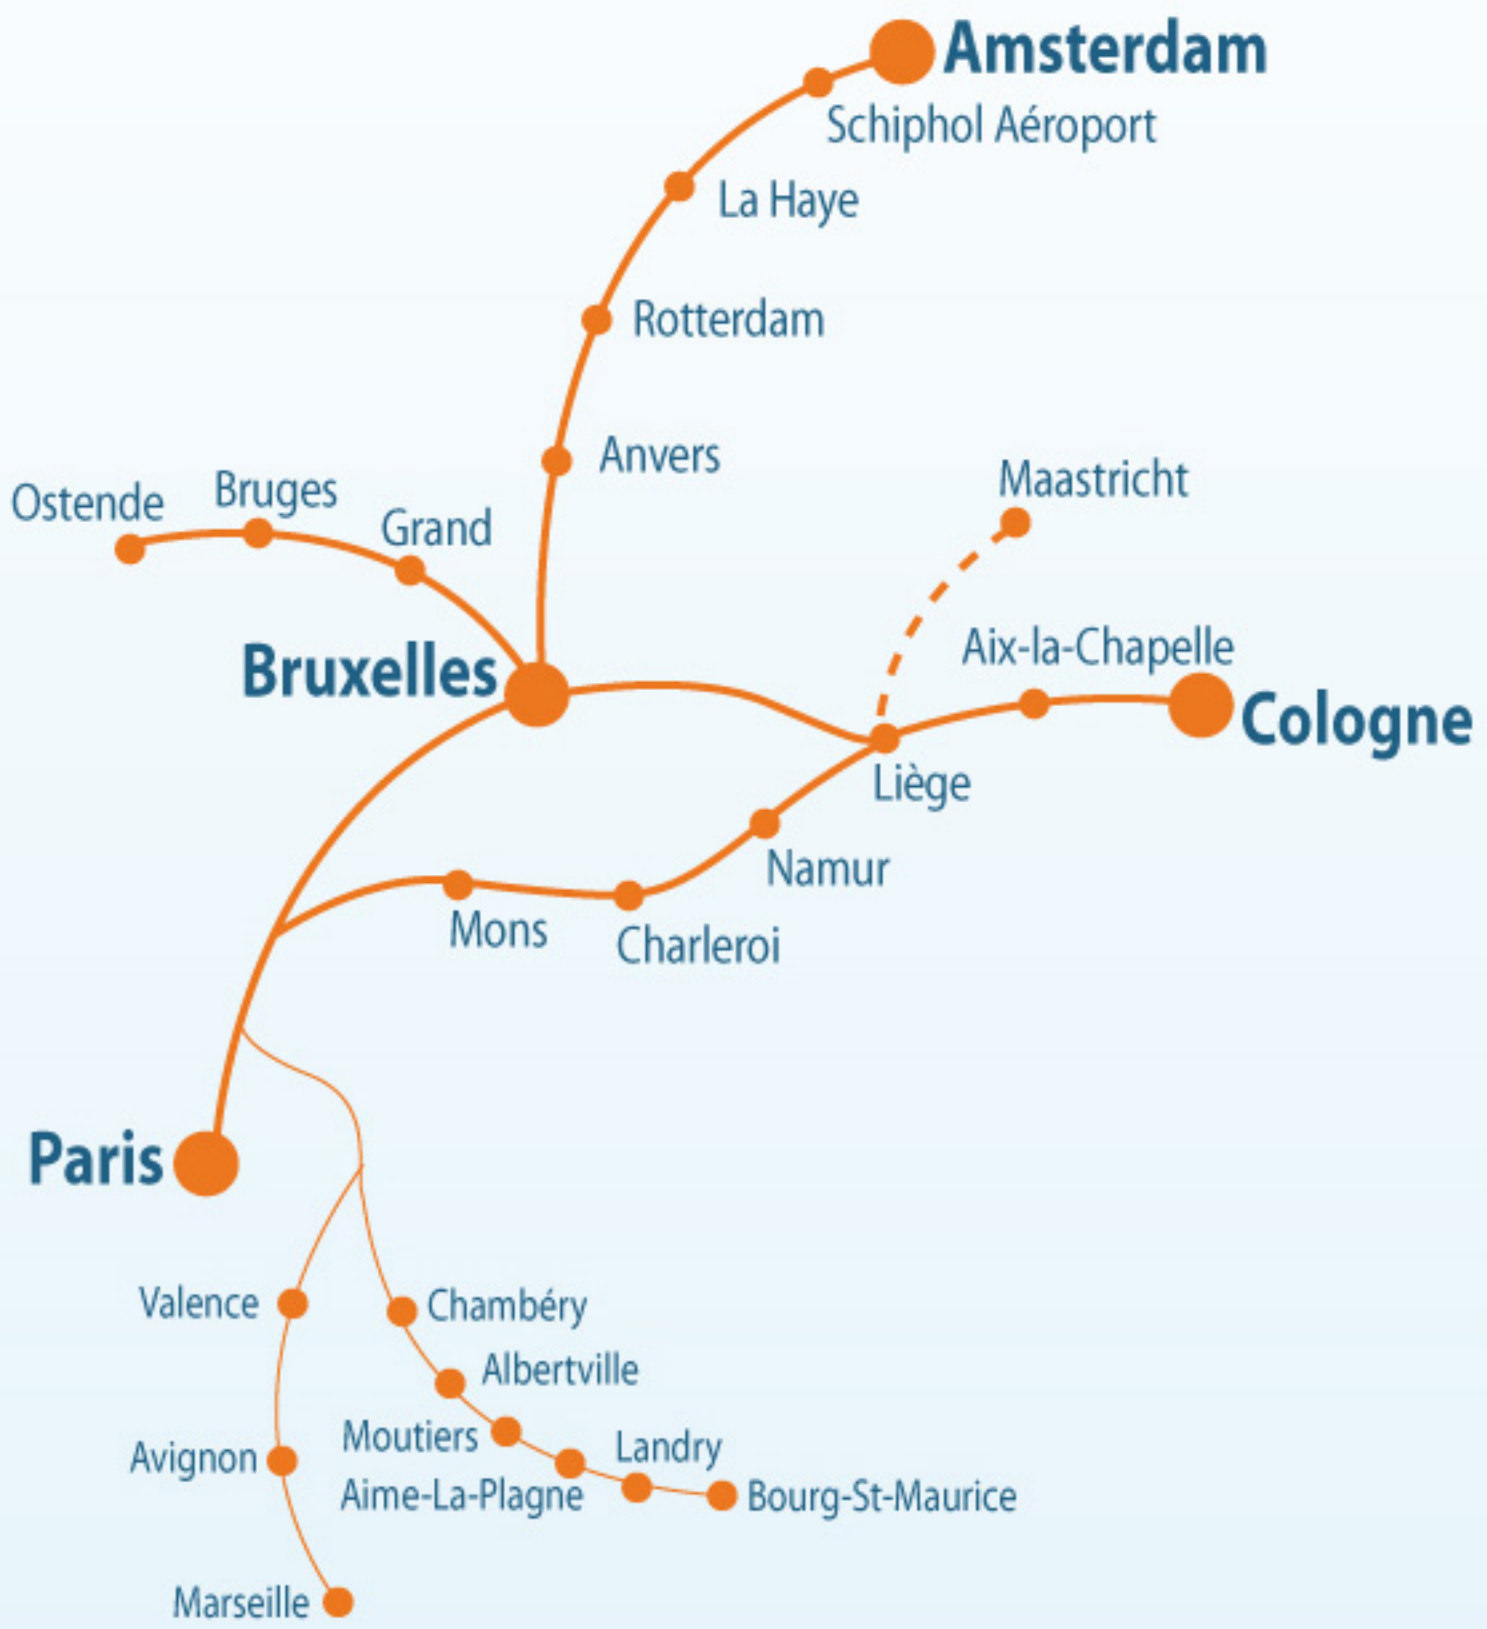 Amsterdam
Schiphol Aéroport
La Haye
Rotterdam
Anvers
Maastricht
Ostende
Bruges
Grand
Aix-la-Chapelle
Bruxelles
Cologne
Liège
Namur
Mons
Charleroi
Paris
Valence
Chambéry
Albertville
Moutiers
Landry
Avignon
Aime-La-Plagne
Bourg-St-Maurice
Marseille